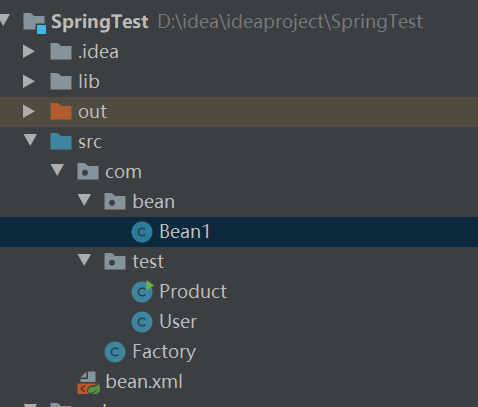 SpringTest D:\idea\ideaproject\SpringTest
.idea
lib
out
src
com
bean
Bean1
test
Product
User
Factory
bean.xml